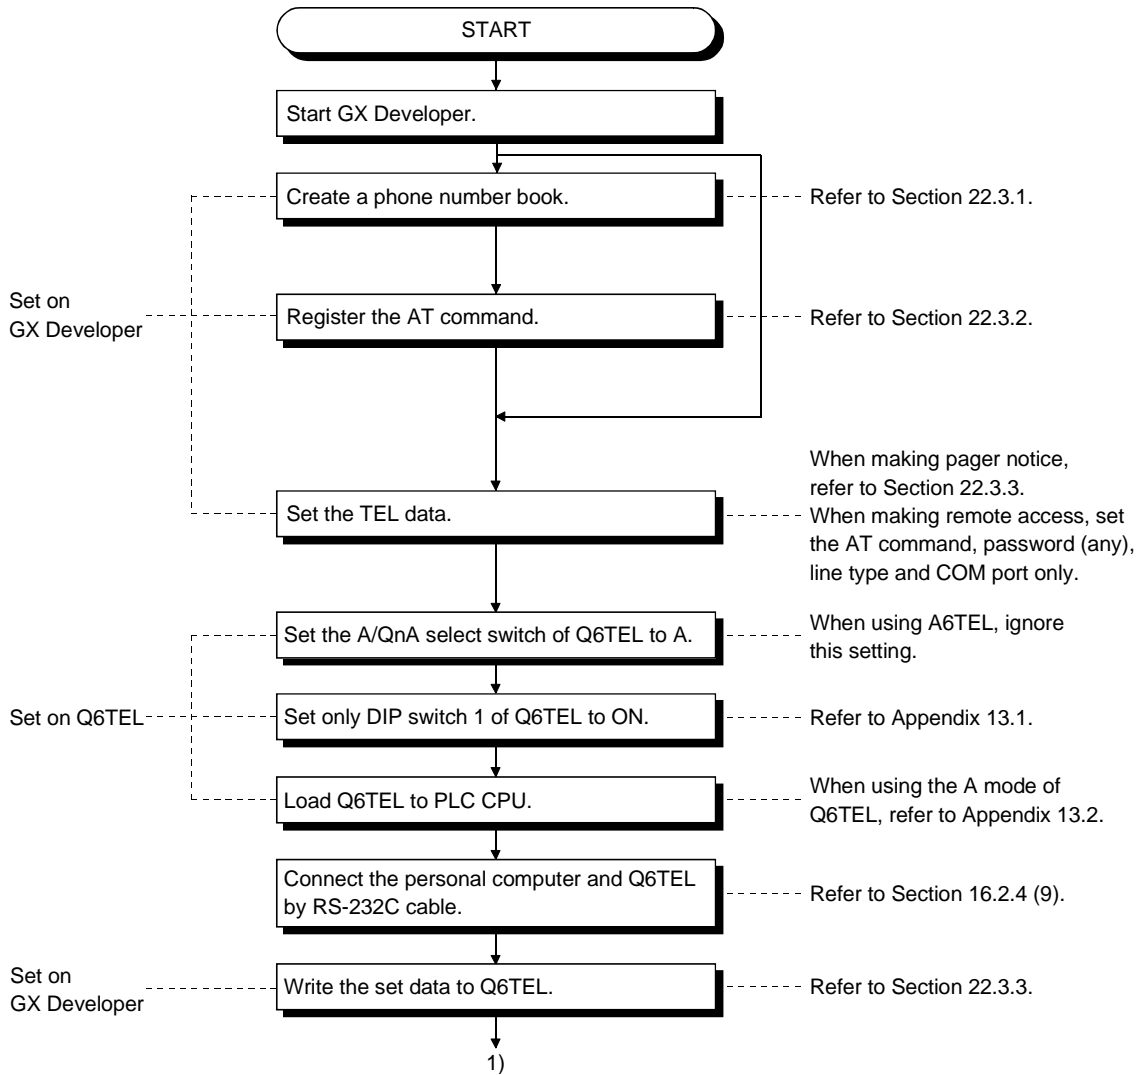 START
Start GX Developer.
Create a phone number book.
Refer to Section 22.3.1.
Set on
GX Developer
Register the AT command.
Refer to Section 22.3.2.
Set the TEL data.
When making pager notice,
refer to Section 22.3.3.
When making remote access, set
the AT command, password (any),
line type and COM port only.
Set the A/QnA select switch of Q6TEL to A.
When using A6TEL, ignore
this setting.
Set on Q6TEL
Set only DIP switch 1 of Q6TEL to ON.
Refer to Appendix 13.1.
Load Q6TEL to PLC CPU.
When using the A mode of
Q6TEL, refer to Appendix 13.2.
Connect the personal computer and Q6TEL
by RS-232C cable.
Refer to Section 16.2.4 (9).
Set on
GX Developer
Write the set data to Q6TEL.
Refer to Section 22.3.3.
1)